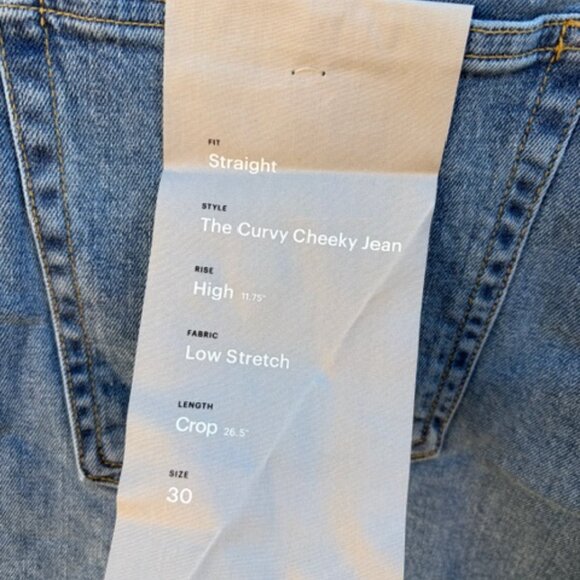 FIT
Straight
STYLE
The Curvy Cheeky Jean
RISE
High 11.75"
FABRIC
Low Stretch
LENGTH
Crop 26.5"
SIZE
30